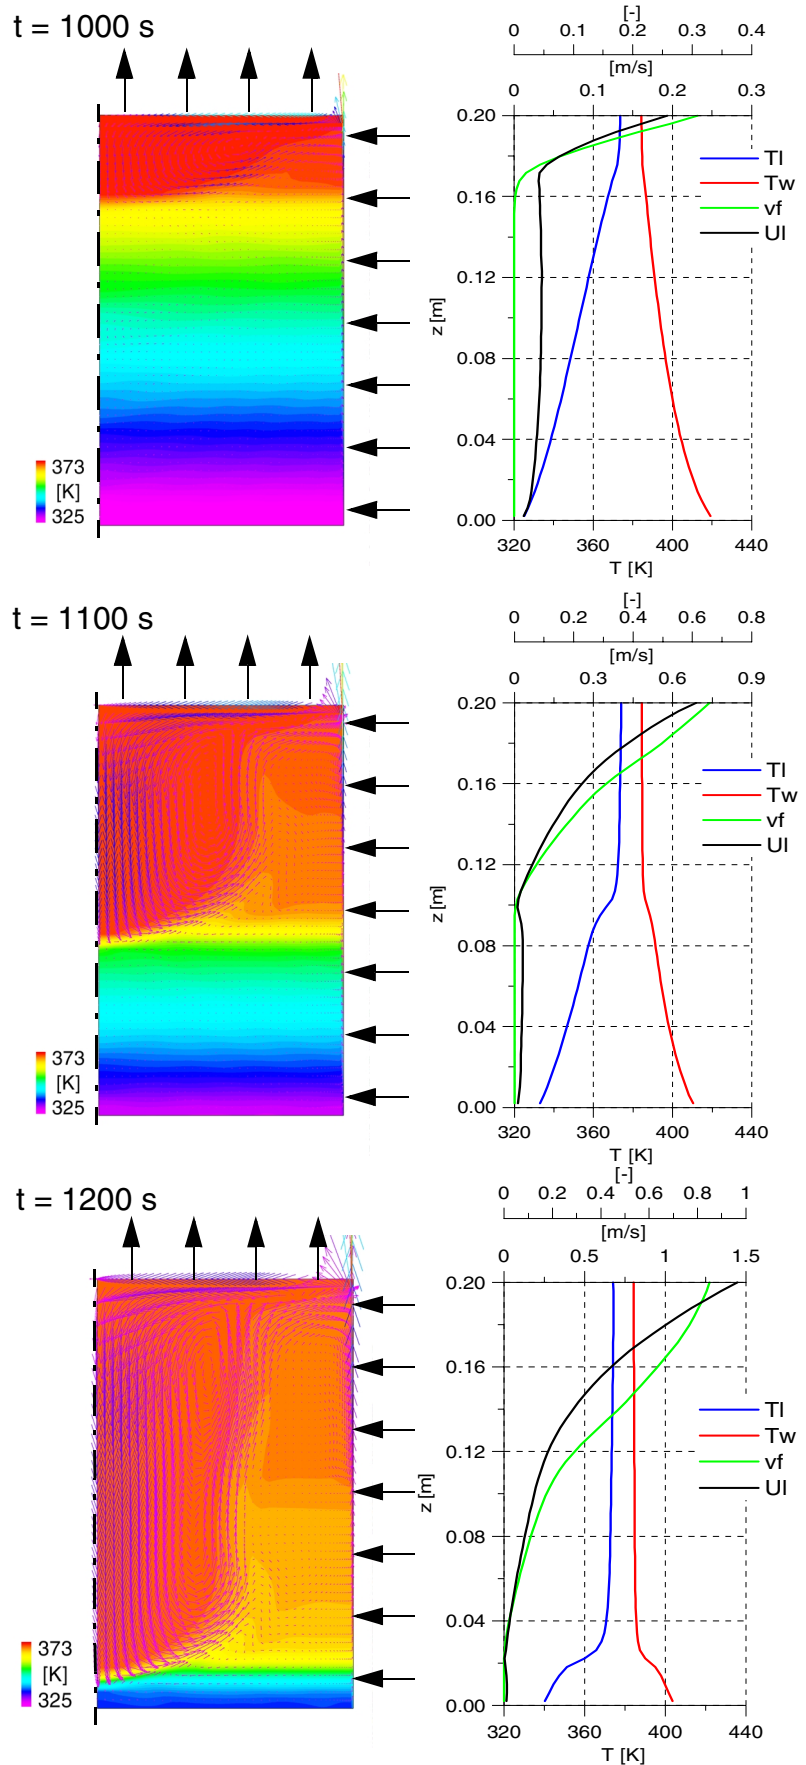 t = 1000 s
[-]
0 0.1 0.2 0.3 0.4
[m/s]
0 0.1 0.2 0.3
0.20
0.16
0.12
0.08
0.04
0.00
z [m]
Tl
Tw
vf
Ul
320 360 400 440
T [K]
373
[K]
325
t = 1100 s
[-]
0 0.2 0.4 0.6 0.8
[m/s]
0 0.3 0.6 0.9
0.20
0.16
0.12
0.08
0.04
0.00
z [m]
Tl
Tw
vf
Ul
320 360 400 440
T [K]
373
[K]
325
t = 1200 s
[-]
0 0.2 0.4 0.6 0.8 1
[m/s]
0 0.5 1 1.5
0.20
0.16
0.12
0.08
0.04
0.00
z [m]
Tl
Tw
vf
Ul
320 360 400 440
T [K]
373
[K]
325